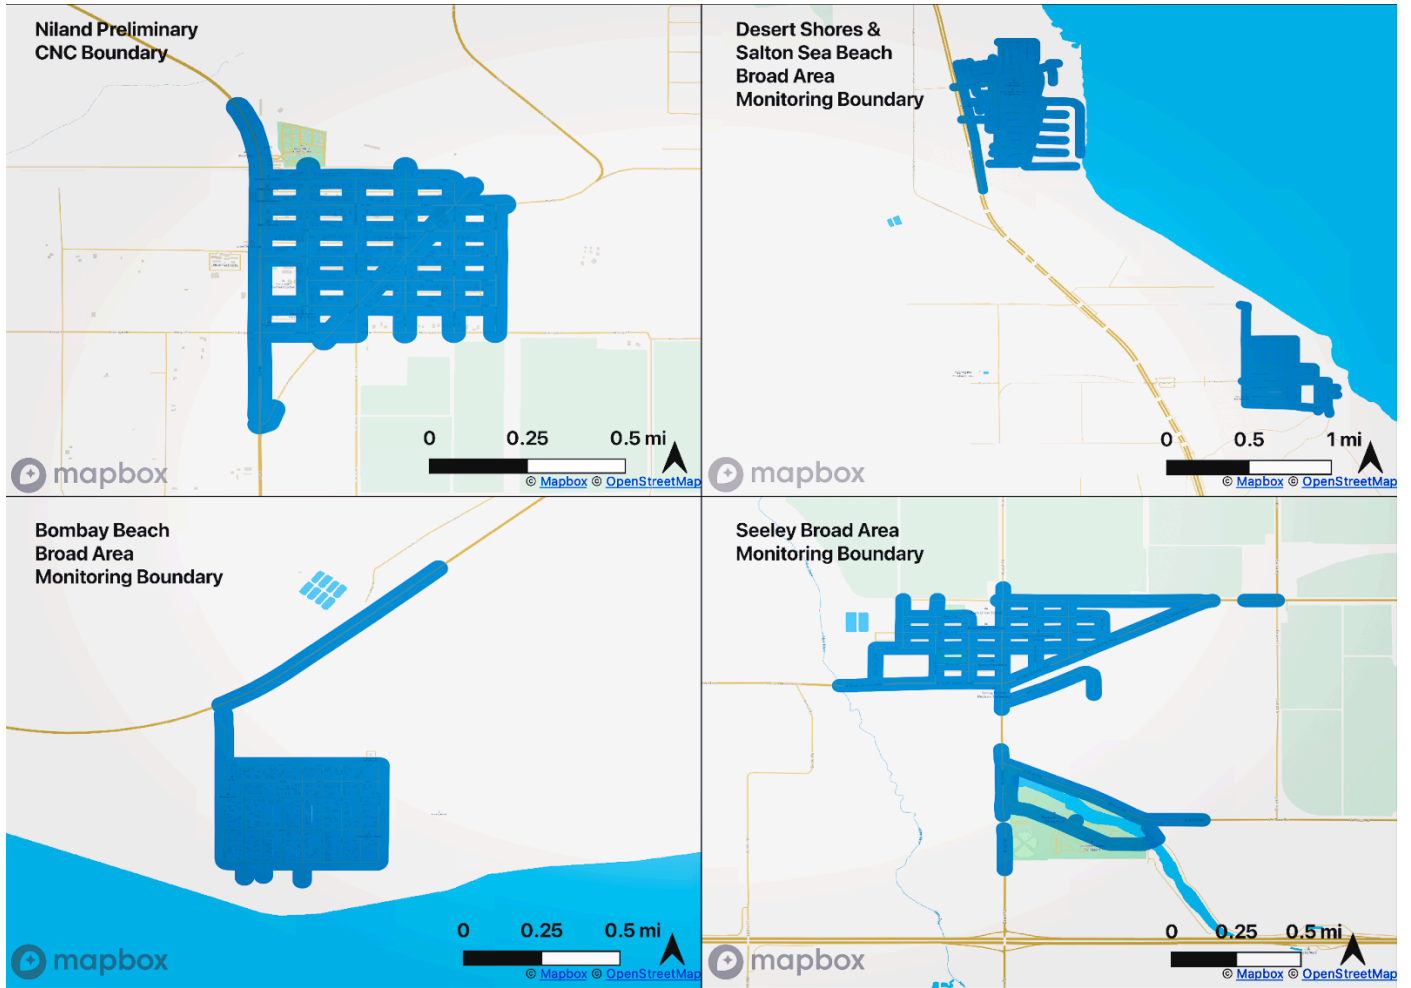 Niland Preliminary
CNC Boundary
0 0.25 0.5 mi
mapbox
© Mapbox © OpenStreetMap
Desert Shores &
Salton Sea Beach
Broad Area
Monitoring Boundary
0 0.5 1 mi
mapbox
© Mapbox © OpenStreetMap
Bombay Beach
Broad Area
Monitoring Boundary
0 0.25 0.5 mi
mapbox
© Mapbox © OpenStreetMap
Seeley Broad Area
Monitoring Boundary
0 0.25 0.5 mi
mapbox
© Mapbox © OpenStreetMap